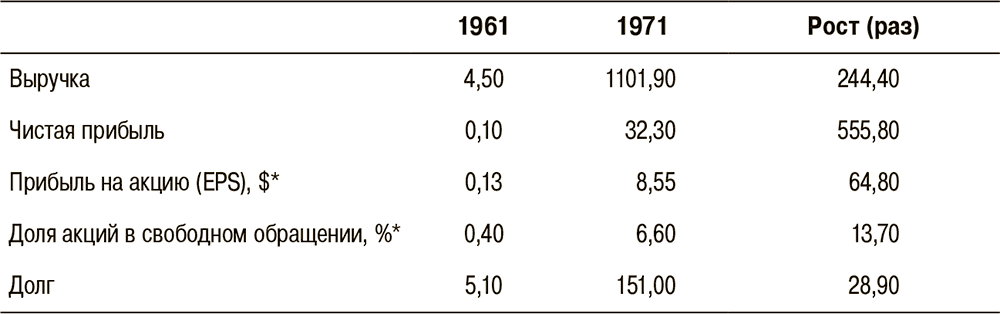 1961 1971 Рост (раз)
Выручка 4,50 1101,90 244,40
Чистая прибыль 0,10 32,30 555,80
Прибыль на акцию (EPS), $* 0,13 8,55 64,80
Доля акций в свободном обращении, %* 0,40 6,60 13,70
Долг 5,10 151,00 28,90